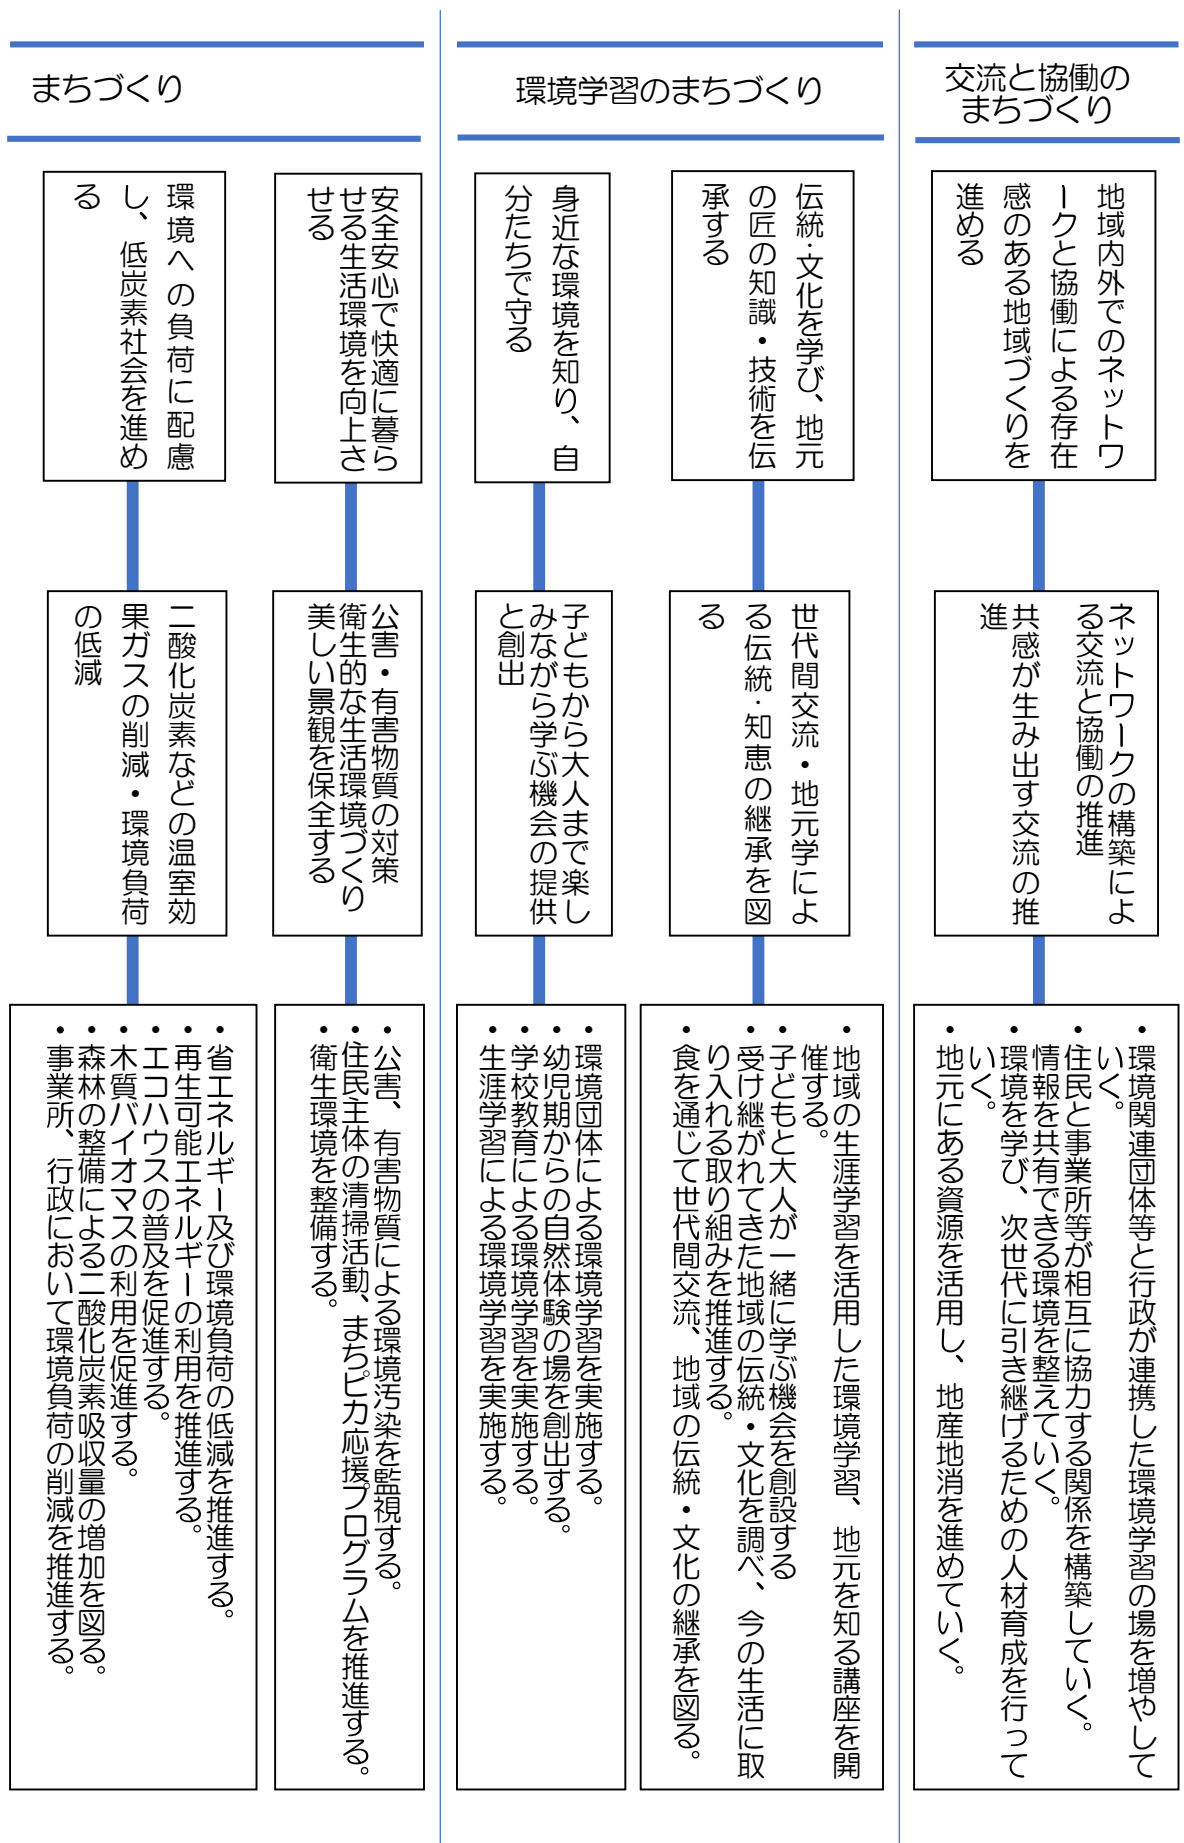 交流と協働の
まちづくり
地域内外でのネットワ
ークと協働による存在
感のある地域づくりを
進める
ネットワークの構築によ
る交流と協働の推進
共感が生み出す交流の推
進
・環境関連団体等と行政が連携した環境学習の場を増やして
いく。
・住民と事業所等が相互に協力する関係を構築していく。
情報を共有できる環境を整えていく。
・環境を学び、次世代に引き継げるための人材育成を行って
いく。
・地元にある資源を活用し、地産地消を進めていく。
環境学習のまちづくり
伝統・文化を学び、地元
の匠の知識・技術を伝
承する
世代間交流・地元学によ
る伝統・知恵の継承を図
る
・地域の生涯学習を活用した環境学習、地元を知る講座を開
催する。
・子どもと大人が一緒に学ぶ機会を創設する
・受け継がれてきた地域の伝統・文化を調べ、今の生活に取
り入れる取り組みを推進する。
・食を通じて世代間交流、地域の伝統・文化の継承を図る。
身近な環境を知り、自
分たちで守る
子どもから大人まで楽し
みながら学ぶ機会の提供
と創出
・環境団体による環境学習を実施する。
・幼児期からの自然体験の場を創出する。
・学校教育による環境学習を実施する。
・生涯学習による環境学習を実施する。
まちづくり
安全安心で快適に暮ら
せる生活環境を向上さ
せる
公害・有害物質の対策
衛生的な生活環境づくり
美しい景観を保全する
・公害、有害物質による環境汚染を監視する。
・住民主体の清掃活動、まちピカ応援プログラムを推進する。
・衛生環境を整備する。
環境への負荷に配慮
し、低炭素社会を進め
る
二酸化炭素などの温室効
果ガスの削減・環境負荷
の低減
・省エネルギー及び環境負荷の低減を推進する。
・再生可能エネルギーの利用を推進する。
・エコハウスの普及を促進する。
・木質バイオマスの利用を促進する。
・森林の整備による二酸化炭素吸収量の増加を図る。
・事業所、行政において環境負荷の削減を推進する。